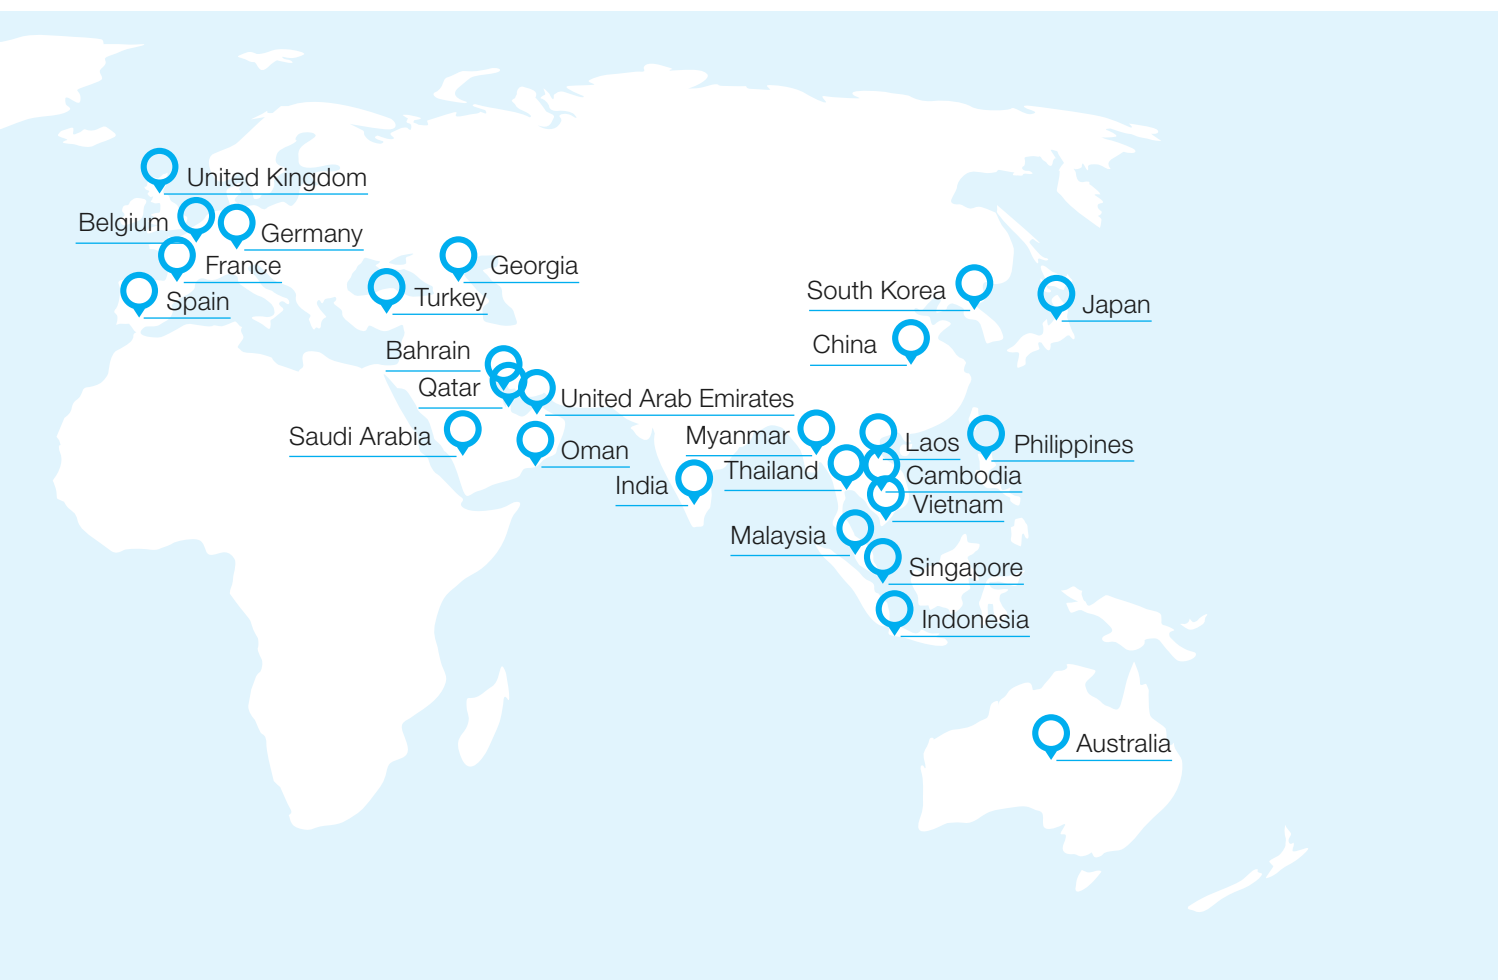 United Kingdom
Belgium
Germany
France
Georgia
Spain
Turkey
South Korea
Japan
China
Bahrain
Qatar
United Arab Emirates
Saudi Arabia
Oman
Myanmar
Laos
Philippines
India
Thailand
Cambodia
Vietnam
Malaysia
Singapore
Indonesia
Australia